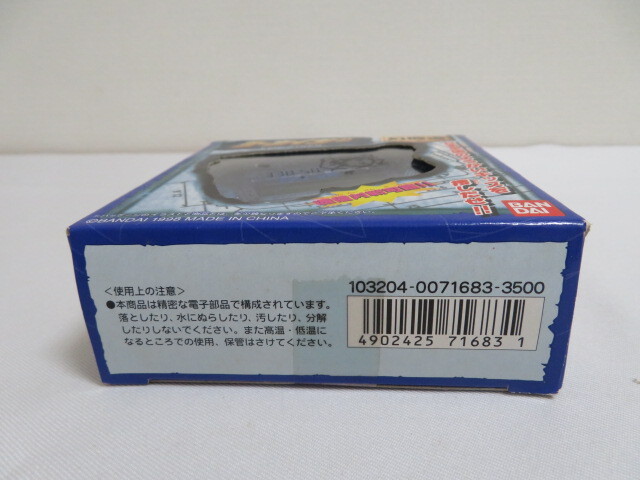 BAN
DAI
©BANDAI 1998 MADE IN CHINA
<使用上の注意>
●本商品は精密な電子部品で構成されています。
落としたり、水にぬらしたり、汚したり、分解
したりしないでください。また高温・低温に
なるところでの使用、保管はさけてください。
103204-0071683-3500
4902425 71683 1